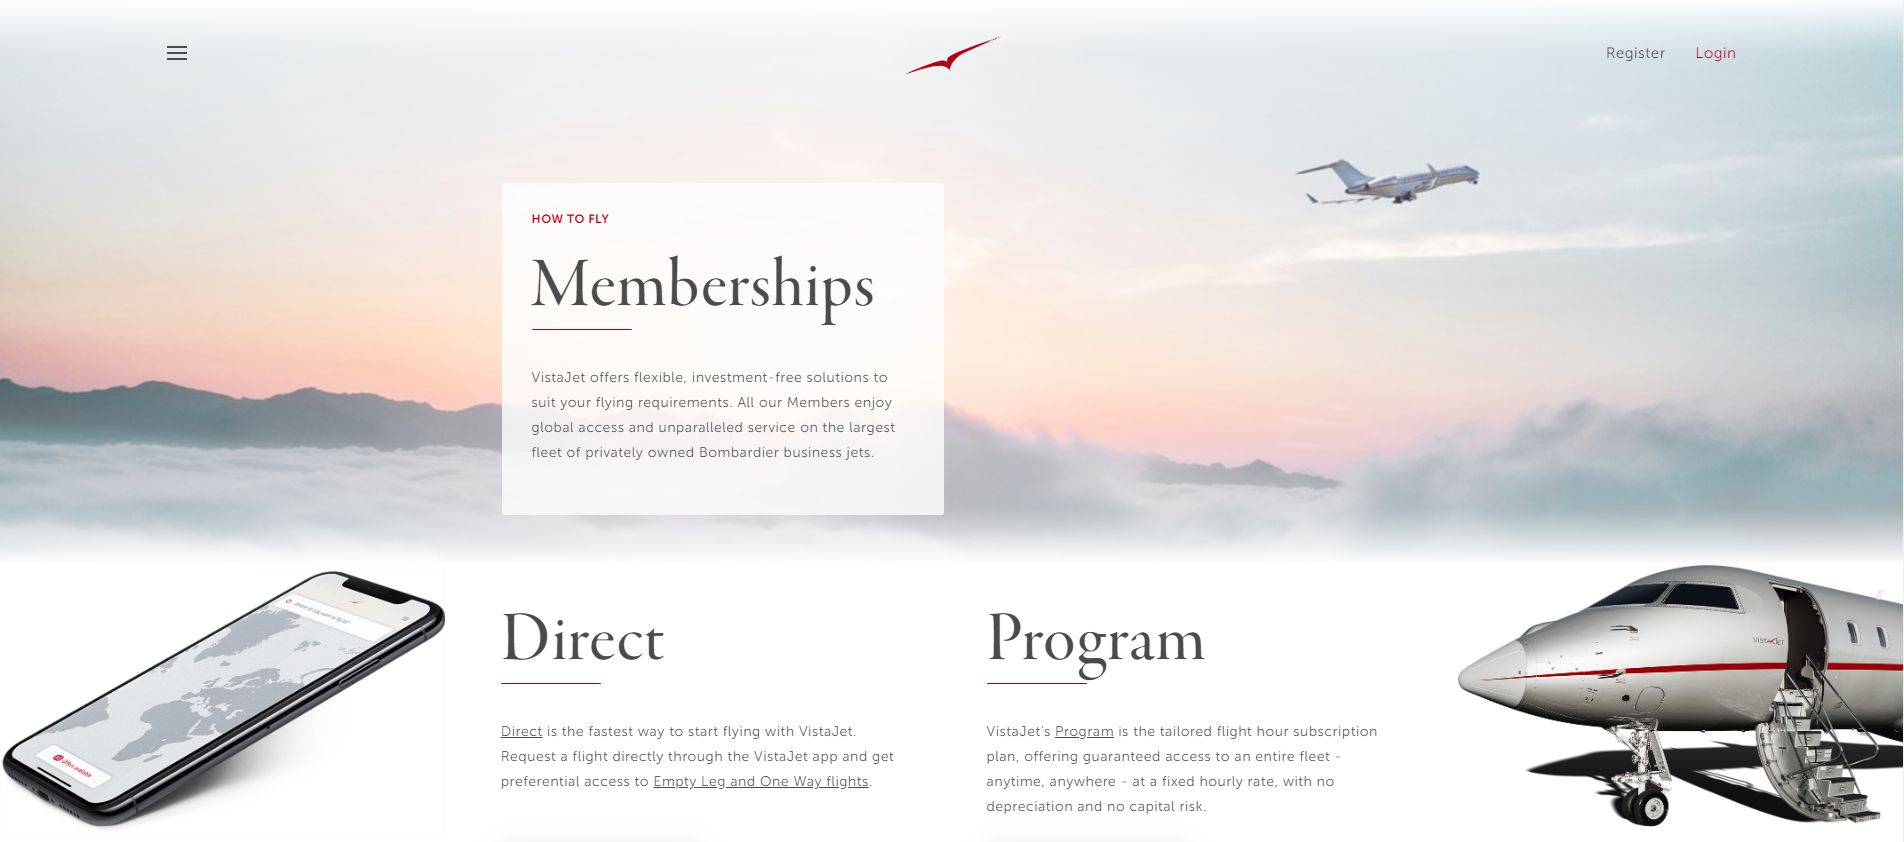 Register Login
HOW TO FLY
Memberships
VistaJet offers flexible, investment-free solutions to
suit your flying requirements. All our Members enjoy
global access and unparalleled service on the largest
fleet of privately owned Bombardier business jets.
Direct
Direct is the fastest way to start flying with VistaJet.
Request a flight directly through the VistaJet app and get
preferential access to Empty Leg and One Way flights.
Program
VistaJet's Program is the tailored flight hour subscription
plan, offering guaranteed access to an entire fleet -
anytime, anywhere - at a fixed hourly rate, with no
depreciation and no capital risk.
VISTAJET